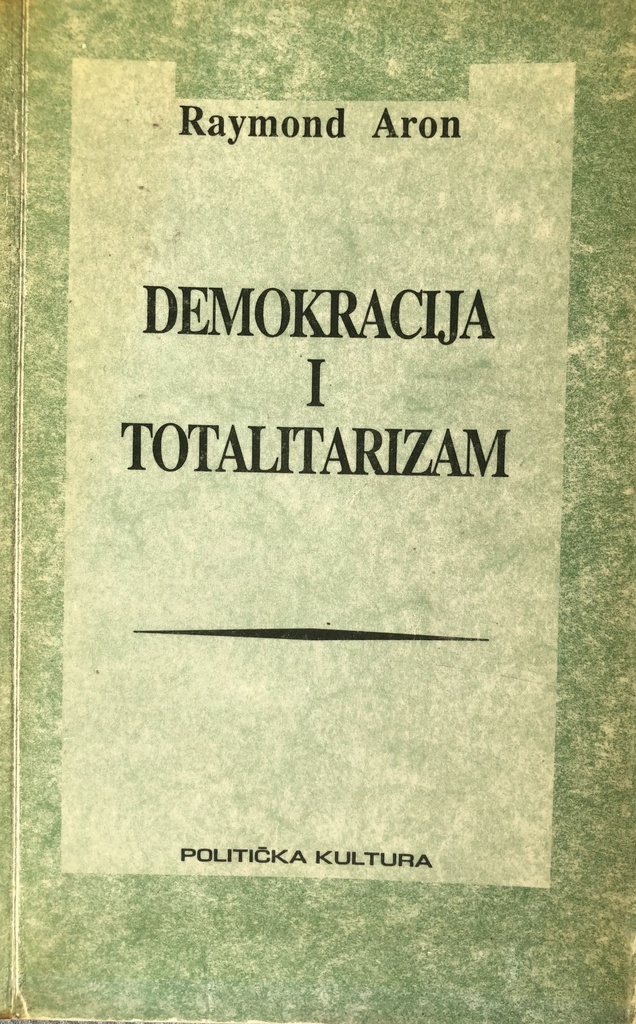 Raymond Aron
DEMOKRACIJA
I
TOTALITARIZAM
POLITIČKA KULTURA